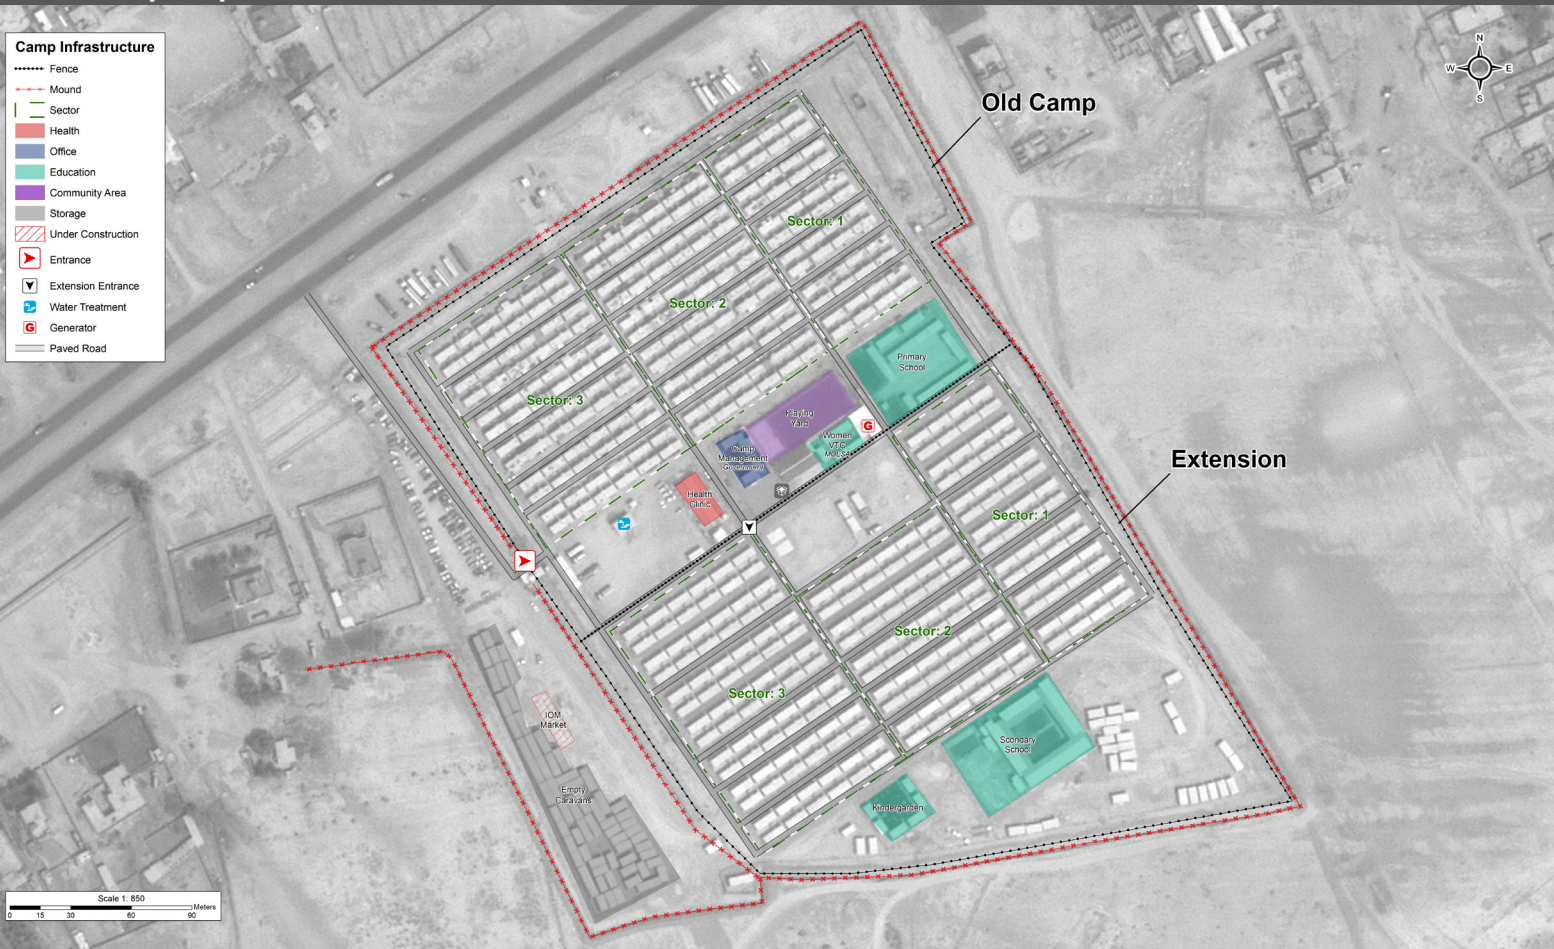 Camp Infrastructure
Fence
Mound
Sector
Health
Office
Education
Community Area
Storage
Under Construction
Entrance
Extension Entrance
Water Treatment
G
Generator
Paved Road
N
W
E
S
Old Camp
Sector: 1
Sector: 2
Sector: 3
Primary
School
Playing
Yard
G
Women
VTC
MOLSA
Camp
Management
Government
Health
Clinic
Extension
Sector: 1
Sector: 2
Sector: 3
IOM
Market
Empty
Caravans
Scondary
School
Kindergarden
Scale 1: 850
Meters
0 15 30 60 90